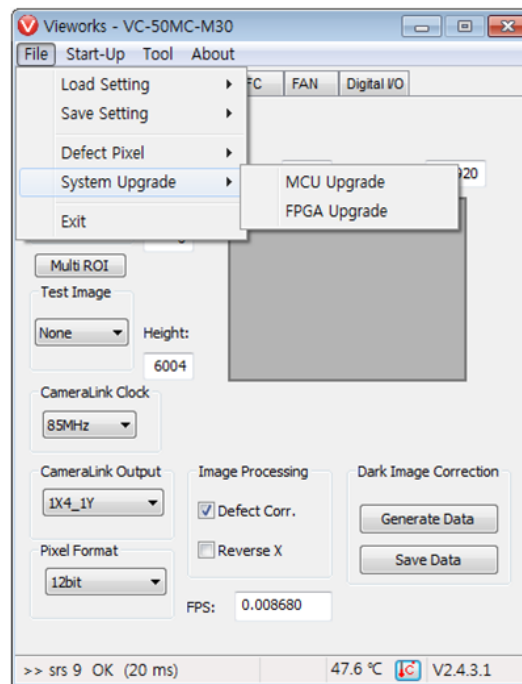 Vieworks - VC-50MC-M30
File Start-Up Tool About
FC FAN Digital I/O
Load Setting
Save Setting
Defect Pixel
System Upgrade
Exit
MCU Upgrade
FPGA Upgrade
Multi ROI
Test Image
None
Height:
6004
CameraLink Clock
85MHz
CameraLink Output
1X4_1Y
Pixel Format
12bit
Image Processing
Defect Corr.
Reverse X
Dark Image Correction
Generate Data
Save Data
FPS: 0.008680
>> srs 9 OK (20 ms) 47.6 ℃ V2.4.3.1